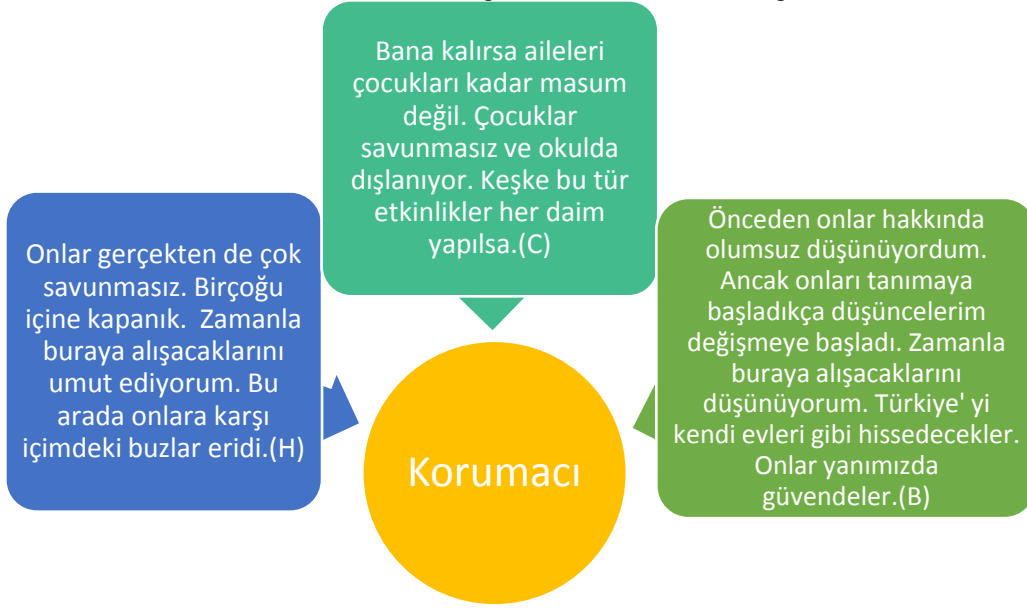 Bana kalırsa aileleri
çocukları kadar masum
değil. Çocuklar
savunmasız ve okulda
dışlanıyor. Keşke bu tür
etkinlikler her daim
yapılsa.(C)
Onlar gerçekten de çok
savunmasız. Birçoğu
içine kapanık.  Zamanla
buraya alışacaklarını
umut ediyorum. Bu
arada onlara karşı
içimdeki buzlar eridi.(H)
Önceden onlar hakkında
olumsuz düşünüyordum.
Ancak onları tanımaya
başladıkça düşüncelerim
değişmeye başladı. Zamanla
buraya alışacaklarını
düşünüyorum. Türkiye' yi
kendi evleri gibi hissedecekler.
Onlar yanımızda
güvendeler.(B)
Korumacı